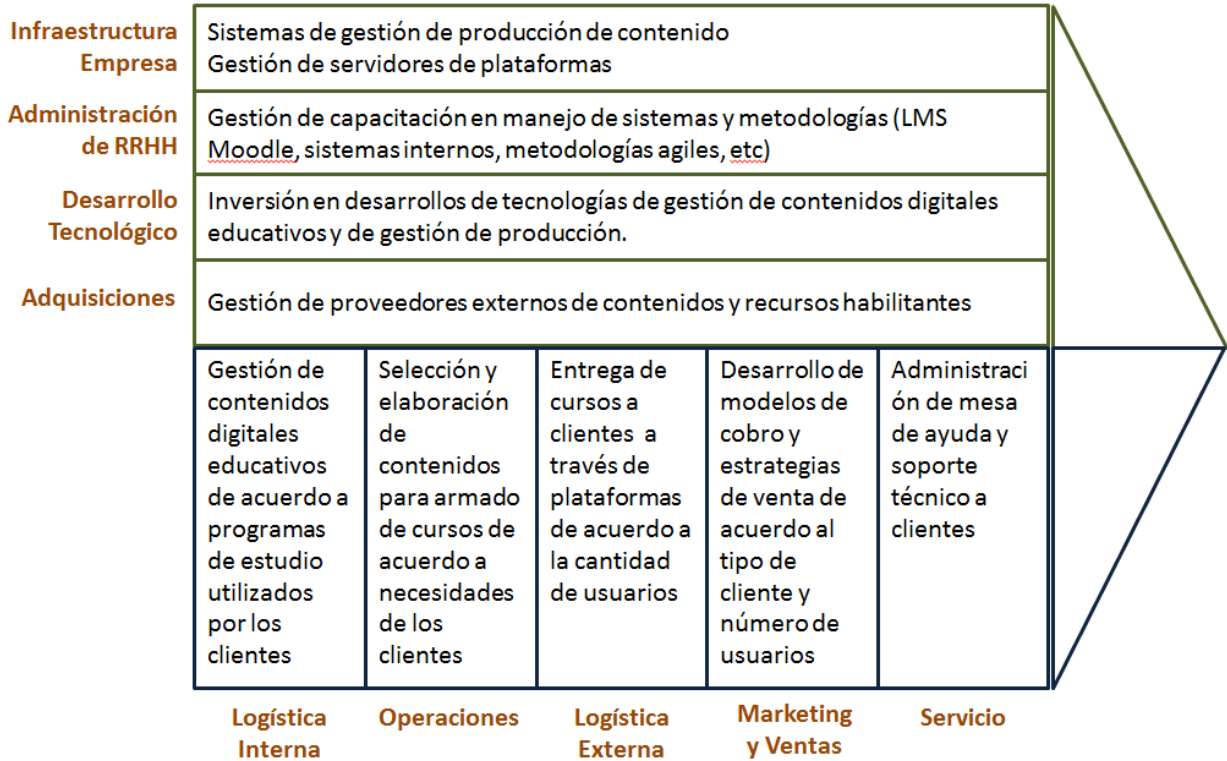 Infraestructura
Empresa
Sistemas de gestión de producción de contenido
Gestión de servidores de plataformas
Administración
de RRHH
Gestión de capacitación en manejo de sistemas y metodologías (LMS
Moodle, sistemas internos, metodologías agiles, etc)
Desarrollo
Tecnológico
Inversión en desarrollos de tecnologías de gestión de contenidos digitales
educativos y de gestión de producción.
Adquisiciones
Gestión de proveedores externos de contenidos y recursos habilitantes
Gestión de
contenidos
digitales
educativos
de acuerdo a
programas
de estudio
utilizados
por los
clientes
Selección y
elaboración
de
contenidos
para armado
de cursos de
acuerdo a
necesidades
de los
clientes
Entrega de
cursos a
clientes a
través de
plataformas
de acuerdo a
la cantidad
de usuarios
Desarrollo de
modelos de
cobro y
estrategias
de venta de
acuerdo al
tipo de
cliente y
número de
usuarios
Administraci
ón de mesa
de ayuda y
soporte
técnico a
clientes
Logística
Interna
Operaciones
Logística
Externa
Marketing
y Ventas
Servicio